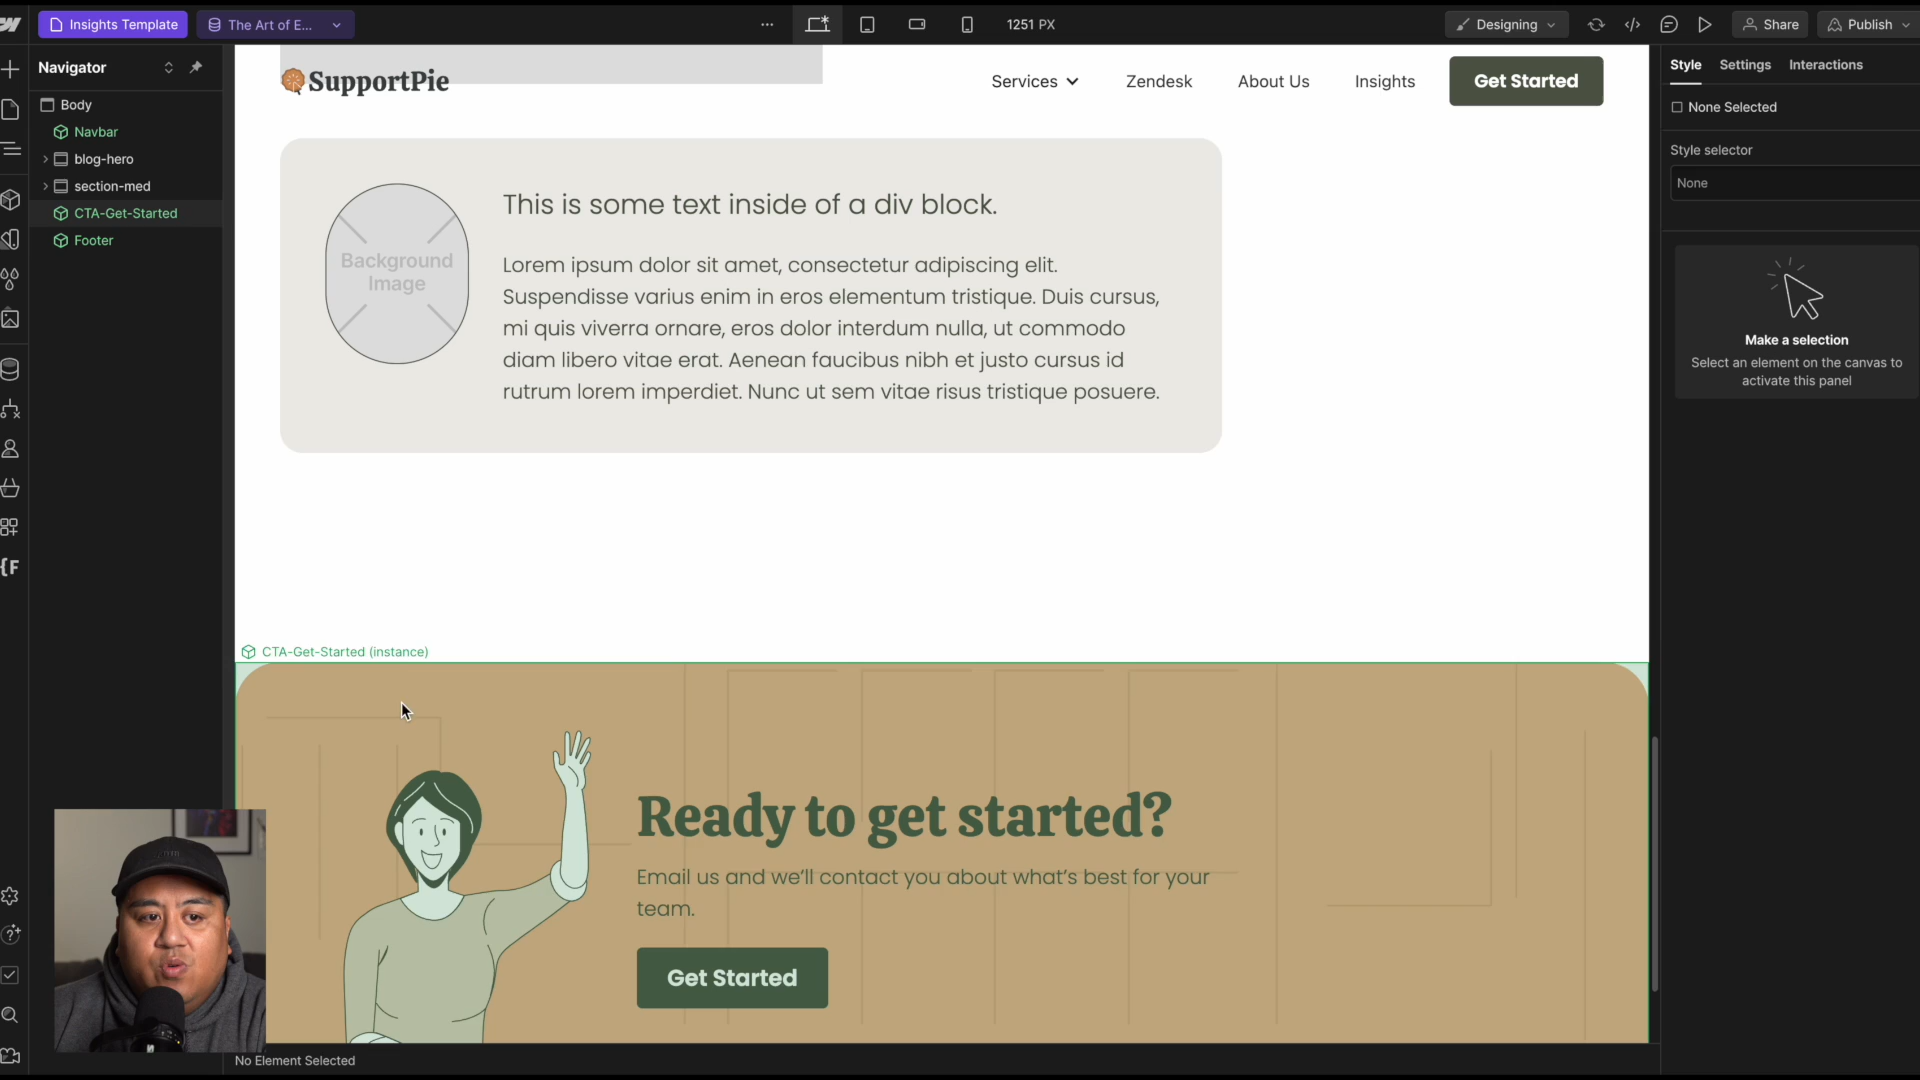 Insights Template
The Art of E...
1251 PX
Designing
Share
Publish
Navigator
Body
Navbar
blog-hero
section-med
CTA-Get-Started
Footer
SupportPie
Services
Zendesk
About Us
Insights
Get Started
Background
Image
This is some text inside of a div block.
Lorem ipsum dolor sit amet, consectetur adipiscing elit.
Suspendisse varius enim in eros elementum tristique. Duis cursus,
mi quis viverra ornare, eros dolor interdum nulla, ut commodo
diam libero vitae erat. Aenean faucibus nibh et justo cursus id
rutrum lorem imperdiet. Nunc ut sem vitae risus tristique posuere.
CTA-Get-Started (instance)
Ready to get started?
Email us and we'll contact you about what's best for your
team.
Get Started
No Element Selected
Style
Settings
Interactions
None Selected
Style selector
None
Make a selection
Select an element on the canvas to
activate this panel